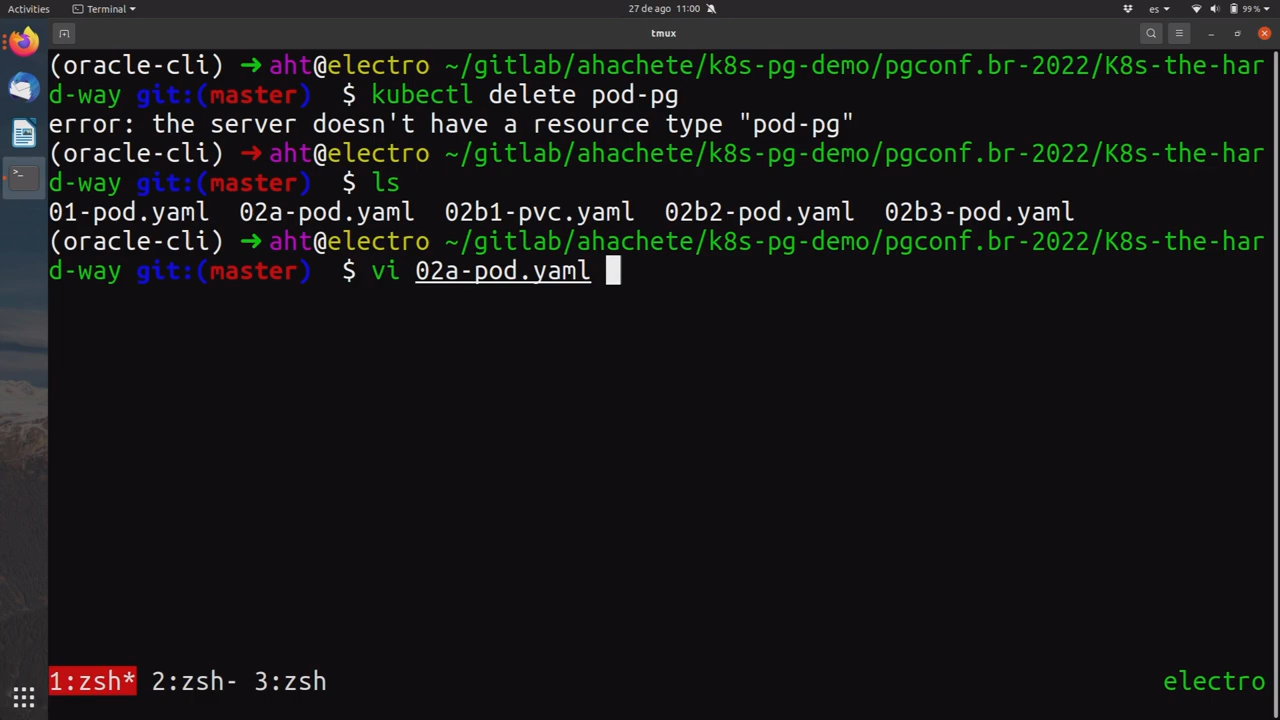 Activities
Terminal
27 de ago 11:00
es
99 %
tmux
(oracle-cli) ➜ aht@electro ~/gitlab/ahachete/k8s-pg-demo/pgconf.br-2022/K8s-the-har
d-way git:(master) $ kubectl delete pod-pg
error: the server doesn't have a resource type "pod-pg"
(oracle-cli) ➜ aht@electro ~/gitlab/ahachete/k8s-pg-demo/pgconf.br-2022/K8s-the-har
d-way git:(master) $ ls
01-pod.yaml 02a-pod.yaml 02b1-pvc.yaml 02b2-pod.yaml 02b3-pod.yaml
(oracle-cli) ➜ aht@electro ~/gitlab/ahachete/k8s-pg-demo/pgconf.br-2022/K8s-the-har
d-way git:(master) $ vi 02a-pod.yaml
1:zsh* 2:zsh- 3:zsh
electro